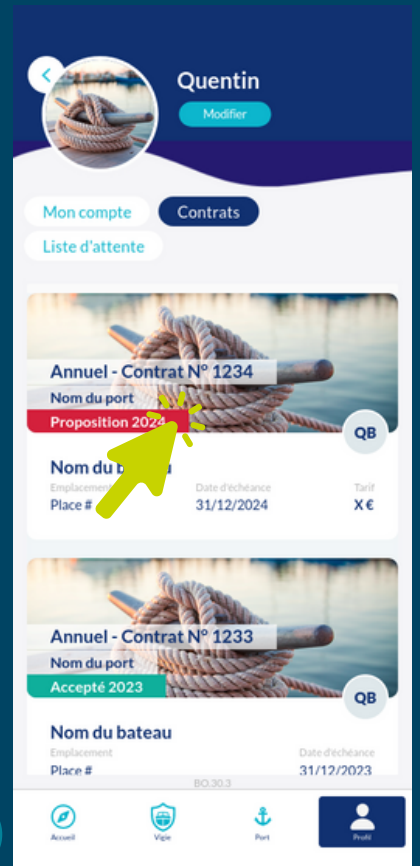 Quentin
Modifier
Mon compte
Contrats
Liste d'attente
Annuel - Contrat N° 1234
Nom du port
Proposition 2024
QB
Nom du b u
Emplacement Date d'échéance Tarif
Place # 31/12/2024 X €
Annuel - Contrat N° 1233
Nom du port
Accepté 2023
QB
Nom du bateau
Emplacement Date d'échéance
Place # 31/12/2023
BO.30.3
Accueil Vigie Port Profil